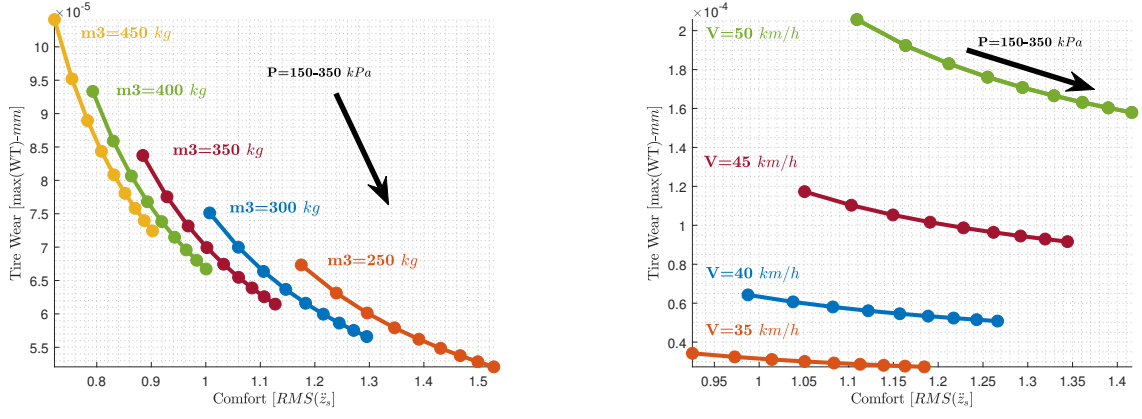 ×10⁻⁵
10
9.5
8.5
7.5
7
6.5
5.5
0.8
0.9
1
1.1
1.2
1.3
1.4
1.5
Tire Wear [max(WT)-mm)
Comfort [RMS(z̈ₛ]
m3=450 kg
m3=400 kg
m3=350 kg
m3=300 kg
m3=250 kg
P=150-350 kPa
×10⁻⁴
2
1.8
1.6
1.4
1.2
1
0.8
0.6
0.4
0.95
1
1.05
1.1
1.15
1.2
1.25
1.3
1.35
1.4
Tire Wear [max(WT)-mm)
Comfort [RMS(z̈ₛ]
V=50 km/h
P=150-350 kPa
V=45 km/h
V=40 km/h
V=35 km/h